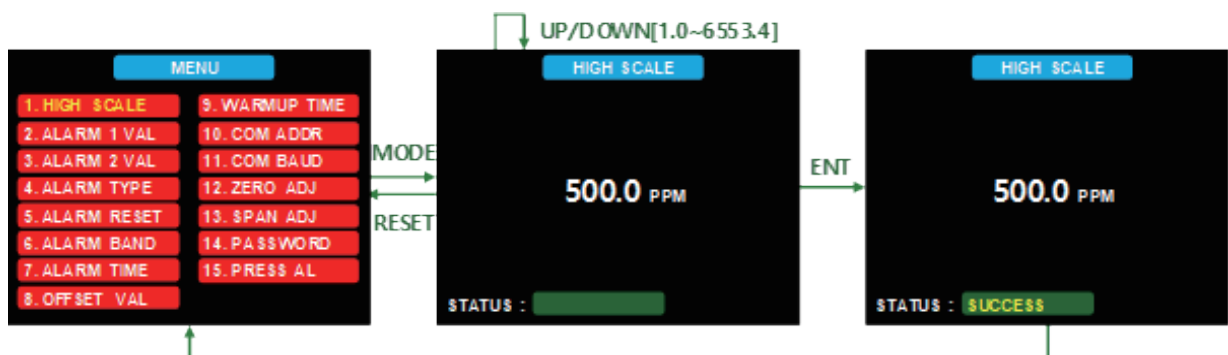 UP/DOWN[1.0~6553.4]
MENU
1. HIGH SCALE
2. ALARM 1 VAL
3. ALARM 2 VAL
4. ALARM TYPE
5. ALARM RESET
6. ALARM BAND
7. ALARM TIME
8. OFFSET VAL
9. WARMUP TIME
10. COM ADDR
11. COM BAUD
12. ZERO ADJ
13. SPAN ADJ
14. PASSWORD
15. PRESS AL
MODE
RESET
HIGH SCALE
500.0 PPM
STATUS :
ENT
HIGH SCALE
500.0 PPM
STATUS : SUCCESS